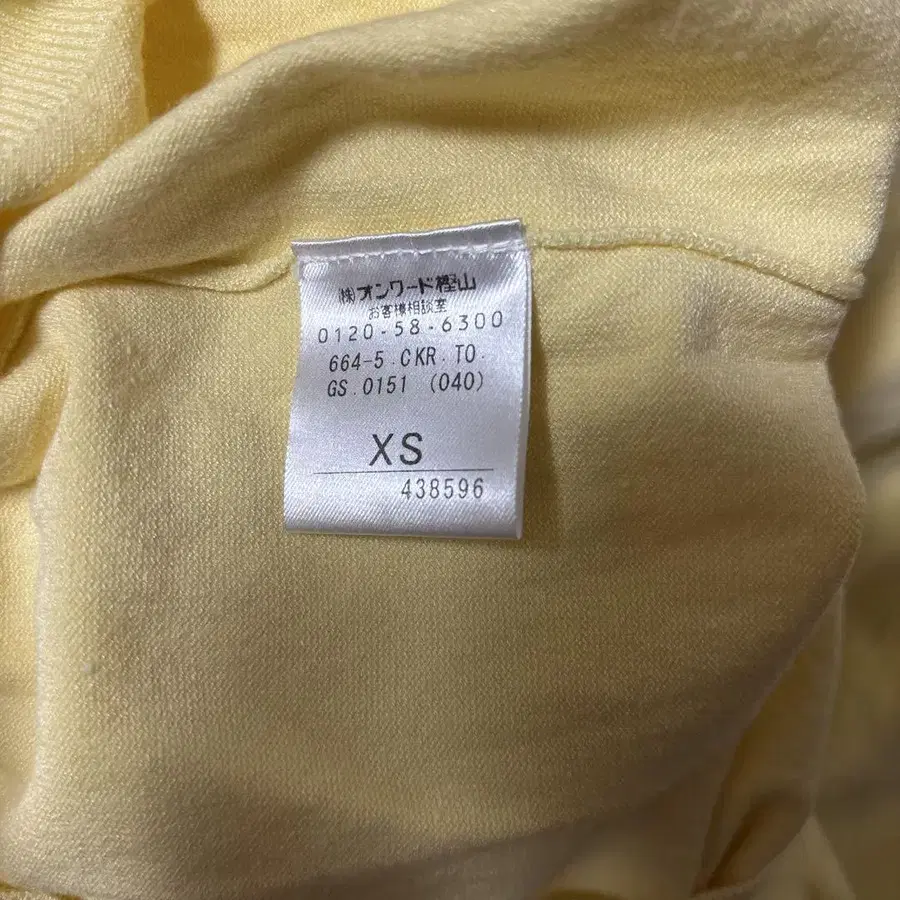 ㈱オンワード樫山
お客様相談室
0120-58-6300
664-5.CKR.TO.
GS.0151 (040)
XS
438596